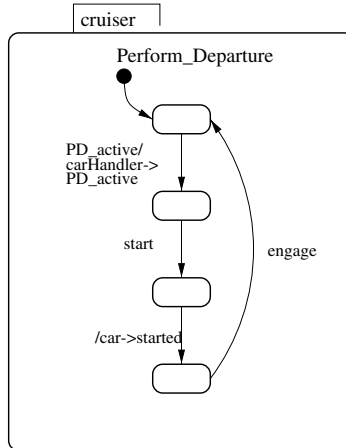 cruiser
Perform_Departure
PD_active/
carHandler->
PD_active
start
engage
/car->started